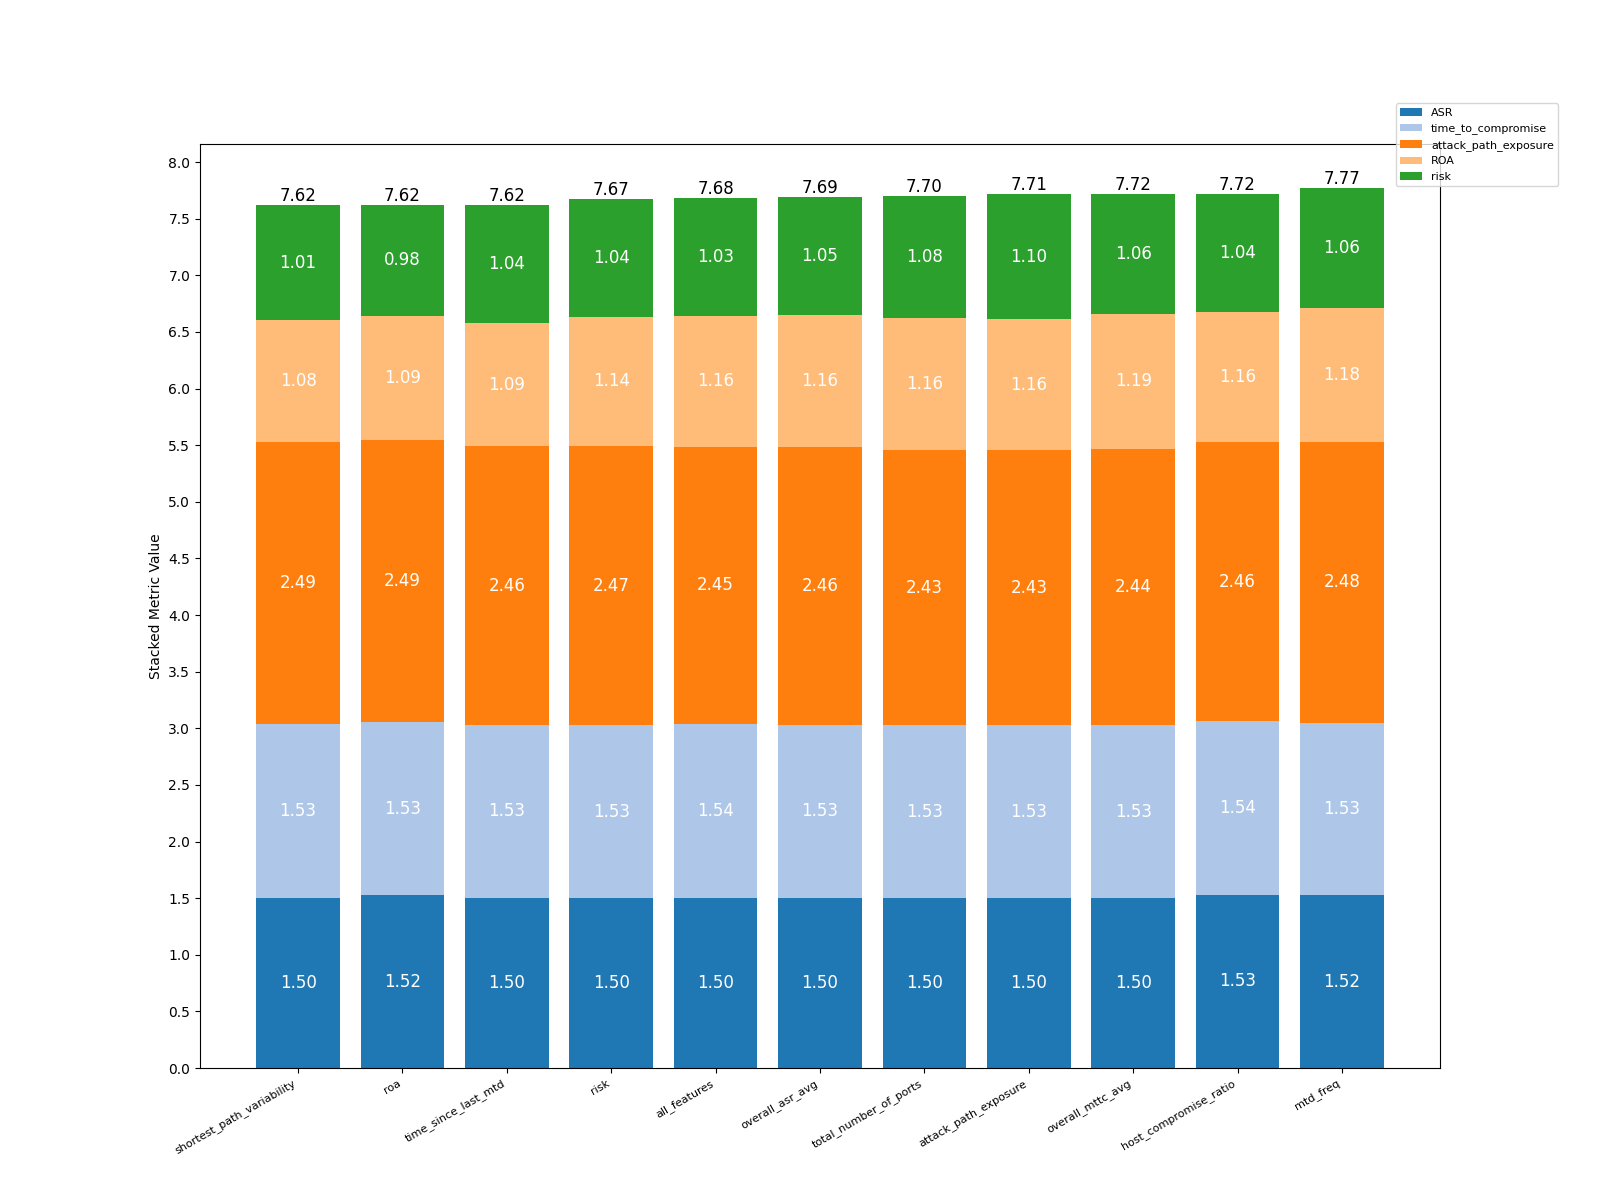 ASR
time_to_compromise
attack_path_exposure
ROA
risk
Stacked Metric Value
8.0
7.5
7.0
6.5
6.0
5.5
5.0
4.5
4.0
3.5
3.0
2.5
2.0
1.5
1.0
0.5
0.0
7.62 7.62 7.62 7.67 7.68 7.69 7.70 7.71 7.72 7.72 7.77
1.01 0.98 1.04 1.04 1.03 1.05 1.08 1.10 1.06 1.04 1.06
1.08 1.09 1.09 1.14 1.16 1.16 1.16 1.16 1.19 1.16 1.18
2.49 2.49 2.46 2.47 2.45 2.46 2.43 2.43 2.44 2.46 2.48
1.53 1.53 1.53 1.53 1.54 1.53 1.53 1.53 1.53 1.54 1.53
1.50 1.52 1.50 1.50 1.50 1.50 1.50 1.50 1.50 1.53 1.52
shortest_path_variability
roa
time_since_last_mtd
risk
all_features
overall_asr_avg
total_number_of_ports
attack_path_exposure
overall_mttc_avg
host_compromise_ratio
mtd_freq